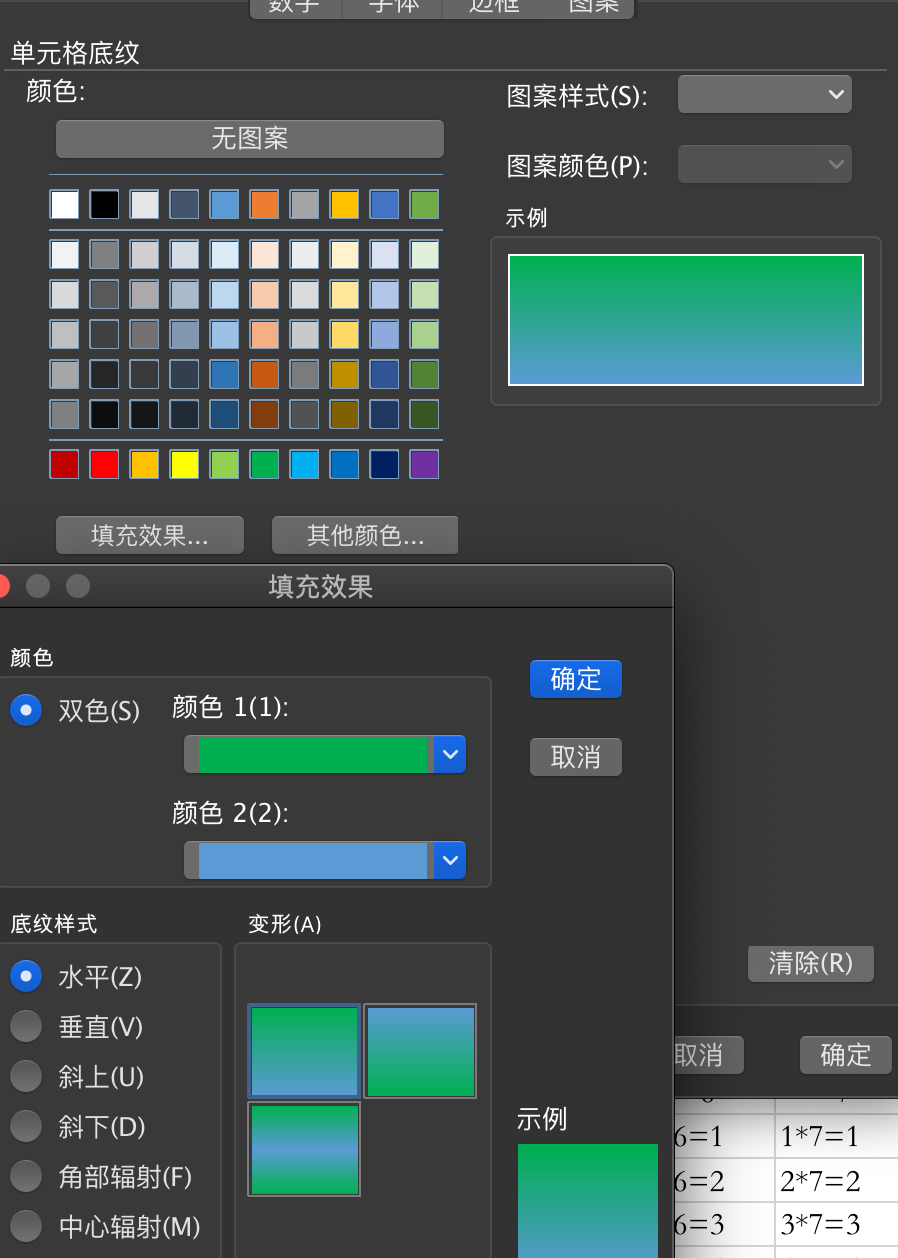 数字 字体 边框 图案
单元格底纹
颜色:
图案样式(S):
无图案
图案颜色(P):
示例
填充效果... 其他颜色...
填充效果
颜色
双色(S) 颜色 1(1):
确定
取消
颜色 2(2):
底纹样式 变形(A)
水平(Z)
垂直(V)
斜上(U)
斜下(D)
角部辐射(F)
中心辐射(M)
示例
清除(R)
取消 确定
6=1 1*7=1
6=2 2*7=2
6=3 3*7=3